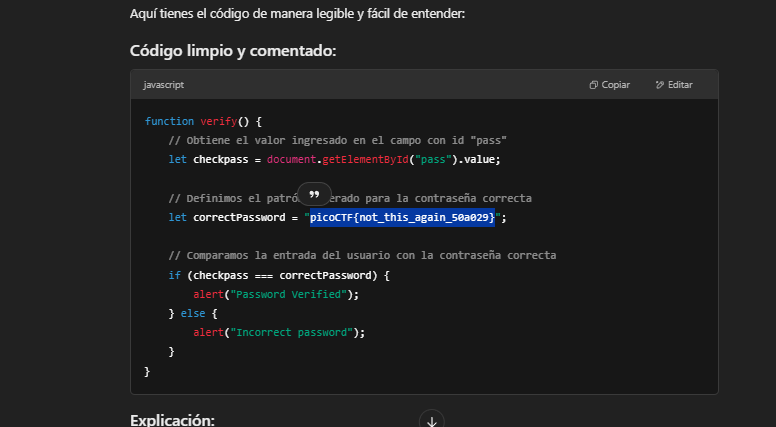 Aquí tienes el código de manera legible y fácil de entender:
Código limpio y comentado:
javascript
Copiar
Editar
function verify() {
// Obtiene el valor ingresado en el campo con id "pass"
let checkpass = document.getElementById("pass").value;
// Definimos el patró erado para la contraseña correcta
let correctPassword = "picoCTF{not_this_again_50a029}";
// Comparamos la entrada del usuario con la contraseña correcta
if (checkpass === correctPassword) {
alert("Password Verified");
} else {
alert("Incorrect password");
}
}
Explicación: